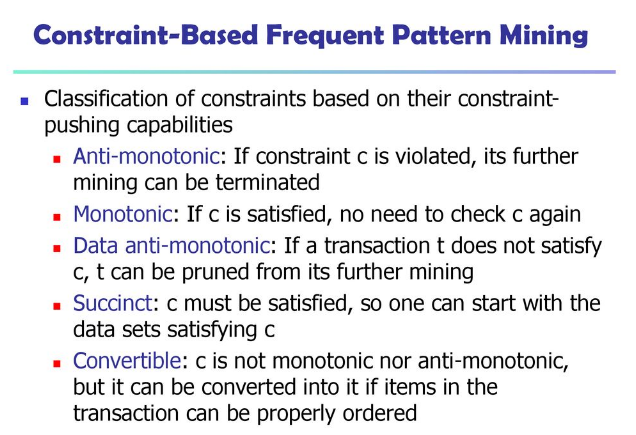 Constraint-Based Frequent Pattern Mining
Classification of constraints based on their constraint-
pushing capabilities
Anti-monotonic: If constraint c is violated, its further
mining can be terminated
Monotonic: If c is satisfied, no need to check c again
Data anti-monotonic: If a transaction t does not satisfy
c, t can be pruned from its further mining
Succinct: c must be satisfied, so one can start with the
data sets satisfying c
Convertible: c is not monotonic nor anti-monotonic,
but it can be converted into it if items in the
transaction can be properly ordered